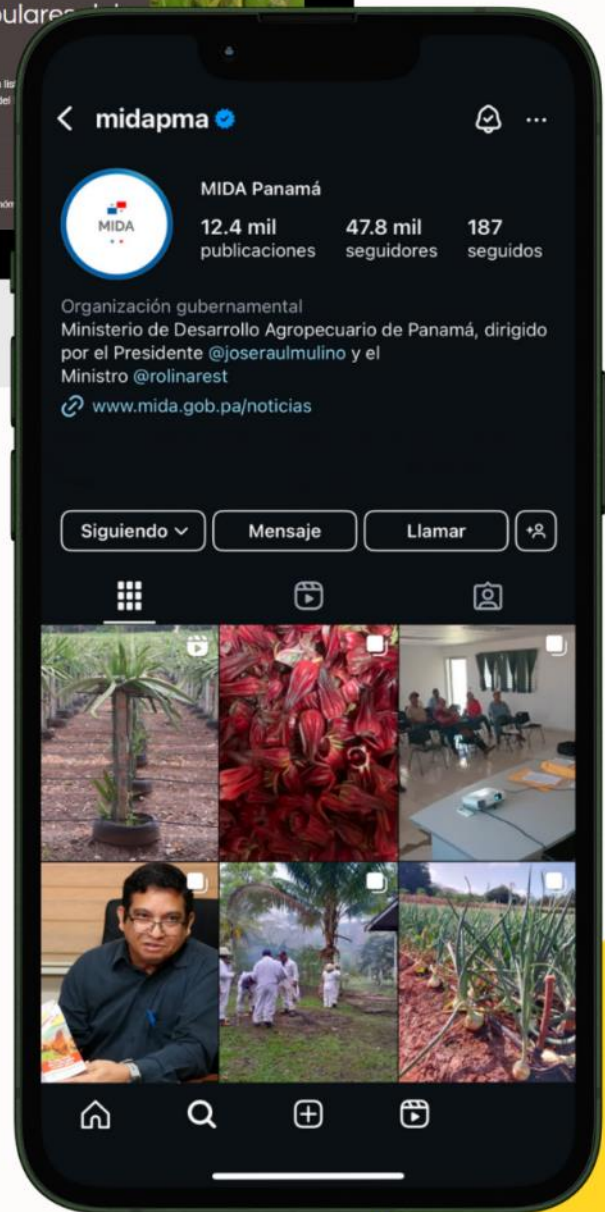 midapma
MIDA
MIDA Panamá
12.4 mil
publicaciones
47.8 mil
seguidores
187
seguidos
Organización gubernamental
Ministerio de Desarrollo Agropecuario de Panamá, dirigido
por el Presidente @joseraulmulino y el
Ministro @rolinarest
www.mida.gob.pa/noticias
Siguiendo
Mensaje
Llamar